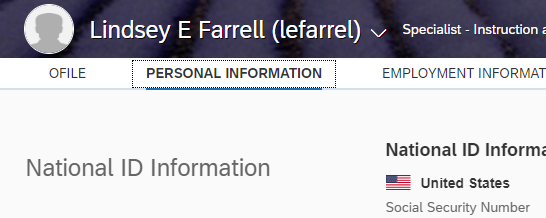 Lindsey E Farrell (lefarrel)
Specialist - Instruction
OFILE
PERSONAL INFORMATION
EMPLOYMENT INFORMAT
National ID Information
National ID Informa
United States
Social Security Number